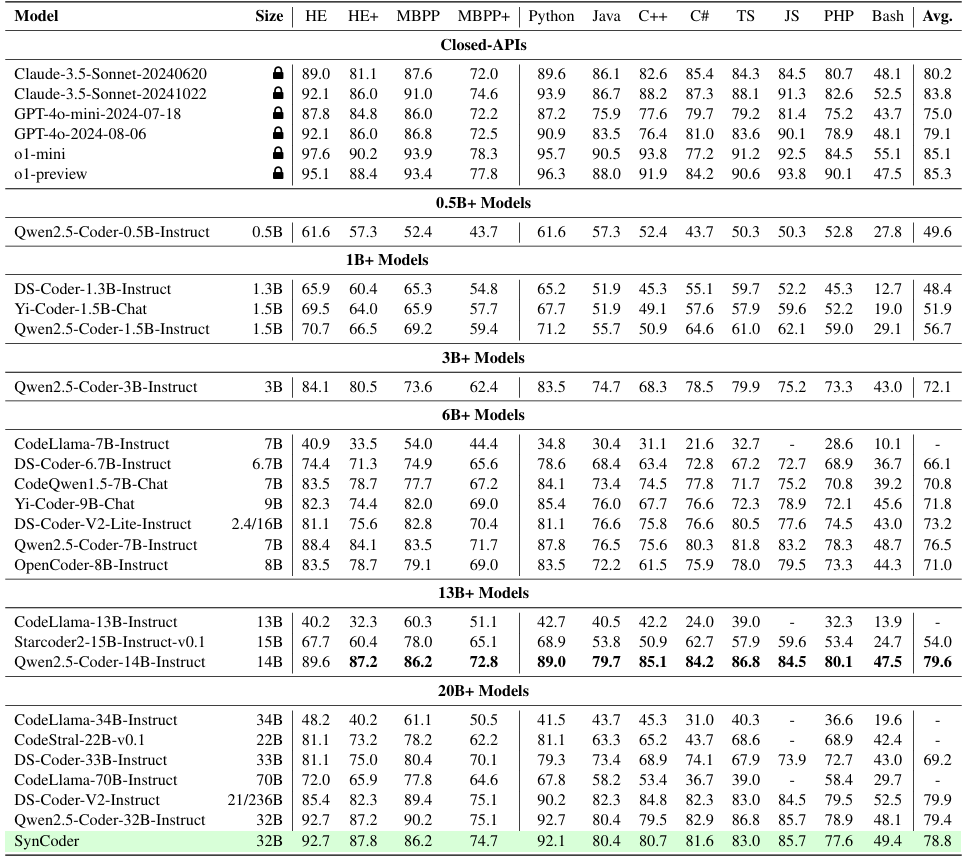 Model Size HE HE+ MBPP MBPP+ Python Java C++ C# TS JS PHP Bash Avg.
Closed-APIs
Claude-3.5-Sonnet-20240620 89.0 81.1 87.6 72.0 89.6 86.1 82.6 85.4 84.3 84.5 80.7 48.1 80.2
Claude-3.5-Sonnet-20241022 92.1 86.0 91.0 74.6 93.9 86.7 88.2 87.3 88.1 91.3 82.6 52.5 83.8
GPT-4o-mini-2024-07-18 87.8 84.8 86.0 72.2 87.2 75.9 77.6 79.7 79.2 81.4 75.2 43.7 75.0
GPT-4o-2024-08-06 92.1 86.0 86.8 72.5 90.9 83.5 76.4 81.0 83.6 90.1 78.9 48.1 79.1
o1-mini 97.6 90.2 93.9 78.3 95.7 90.5 93.8 77.2 91.2 92.5 84.5 55.1 85.1
o1-preview 95.1 88.4 93.4 77.8 96.3 88.0 91.9 84.2 90.6 93.8 90.1 47.5 85.3
0.5B+ Models
Qwen2.5-Coder-0.5B-Instruct 0.5B 61.6 57.3 52.4 43.7 61.6 57.3 52.4 43.7 50.3 50.3 52.8 27.8 49.6
1B+ Models
DS-Coder-1.3B-Instruct 1.3B 65.9 60.4 65.3 54.8 65.2 51.9 45.3 55.1 59.7 52.2 45.3 12.7 48.4
Yi-Coder-1.5B-Chat 1.5B 69.5 64.0 65.9 57.7 67.7 51.9 49.1 57.6 57.9 59.6 52.2 19.0 51.9
Qwen2.5-Coder-1.5B-Instruct 1.5B 70.7 66.5 69.2 59.4 71.2 55.7 50.9 64.6 61.0 62.1 59.0 29.1 56.7
3B+ Models
Qwen2.5-Coder-3B-Instruct 3B 84.1 80.5 73.6 62.4 83.5 74.7 68.3 78.5 79.9 75.2 73.3 43.0 72.1
6B+ Models
CodeLlama-7B-Instruct 7B 40.9 33.5 54.0 44.4 34.8 30.4 31.1 21.6 32.7 - 28.6 10.1 -
DS-Coder-6.7B-Instruct 6.7B 74.4 71.3 74.9 65.6 78.6 68.4 63.4 72.8 67.2 72.7 68.9 36.7 66.1
CodeQwen1.5-7B-Chat 7B 83.5 78.7 77.7 67.2 84.1 73.4 74.5 77.8 71.7 75.2 70.8 39.2 70.8
Yi-Coder-9B-Chat 9B 82.3 74.4 82.0 69.0 85.4 76.0 67.7 76.6 72.3 78.9 72.1 45.6 71.8
DS-Coder-V2-Lite-Instruct 2.4/16B 81.1 75.6 82.8 70.4 81.1 76.6 75.8 76.6 80.5 77.6 74.5 43.0 73.2
Qwen2.5-Coder-7B-Instruct 7B 88.4 84.1 83.5 71.7 87.8 76.5 75.6 80.3 81.8 83.2 78.3 48.7 76.5
OpenCoder-8B-Instruct 8B 83.5 78.7 79.1 69.0 83.5 72.2 61.5 75.9 78.0 79.5 73.3 44.3 71.0
13B+ Models
CodeLlama-13B-Instruct 13B 40.2 32.3 60.3 51.1 42.7 40.5 42.2 24.0 39.0 - 32.3 13.9 -
Starcoder2-15B-Instruct-v0.1 15B 67.7 60.4 78.0 65.1 68.9 53.8 50.9 62.7 57.9 59.6 53.4 24.7 54.0
Qwen2.5-Coder-14B-Instruct 14B 89.6 87.2 86.2 72.8 89.0 79.7 85.1 84.2 86.8 84.5 80.1 47.5 79.6
20B+ Models
CodeLlama-34B-Instruct 34B 48.2 40.2 61.1 50.5 41.5 43.7 45.3 31.0 40.3 - 36.6 19.6 -
CodeStral-22B-v0.1 22B 81.1 73.2 78.2 62.2 81.1 63.3 65.2 43.7 68.6 - 68.9 42.4 -
DS-Coder-33B-Instruct 33B 81.1 75.0 80.4 70.1 79.3 73.4 68.9 74.1 67.9 73.9 72.7 43.0 69.2
CodeLlama-70B-Instruct 70B 72.0 65.9 77.8 64.6 67.8 58.2 53.4 36.7 39.0 - 58.4 29.7 -
DS-Coder-V2-Instruct 21/236B 85.4 82.3 89.4 75.1 90.2 82.3 84.8 82.3 83.0 84.5 79.5 52.5 79.9
Qwen2.5-Coder-32B-Instruct 32B 92.7 87.2 90.2 75.1 92.7 80.4 79.5 82.9 86.8 85.7 78.9 48.1 79.4
SynCoder 32B 92.7 87.8 86.2 74.7 92.1 80.4 80.7 81.6 83.0 85.7 77.6 49.4 78.8